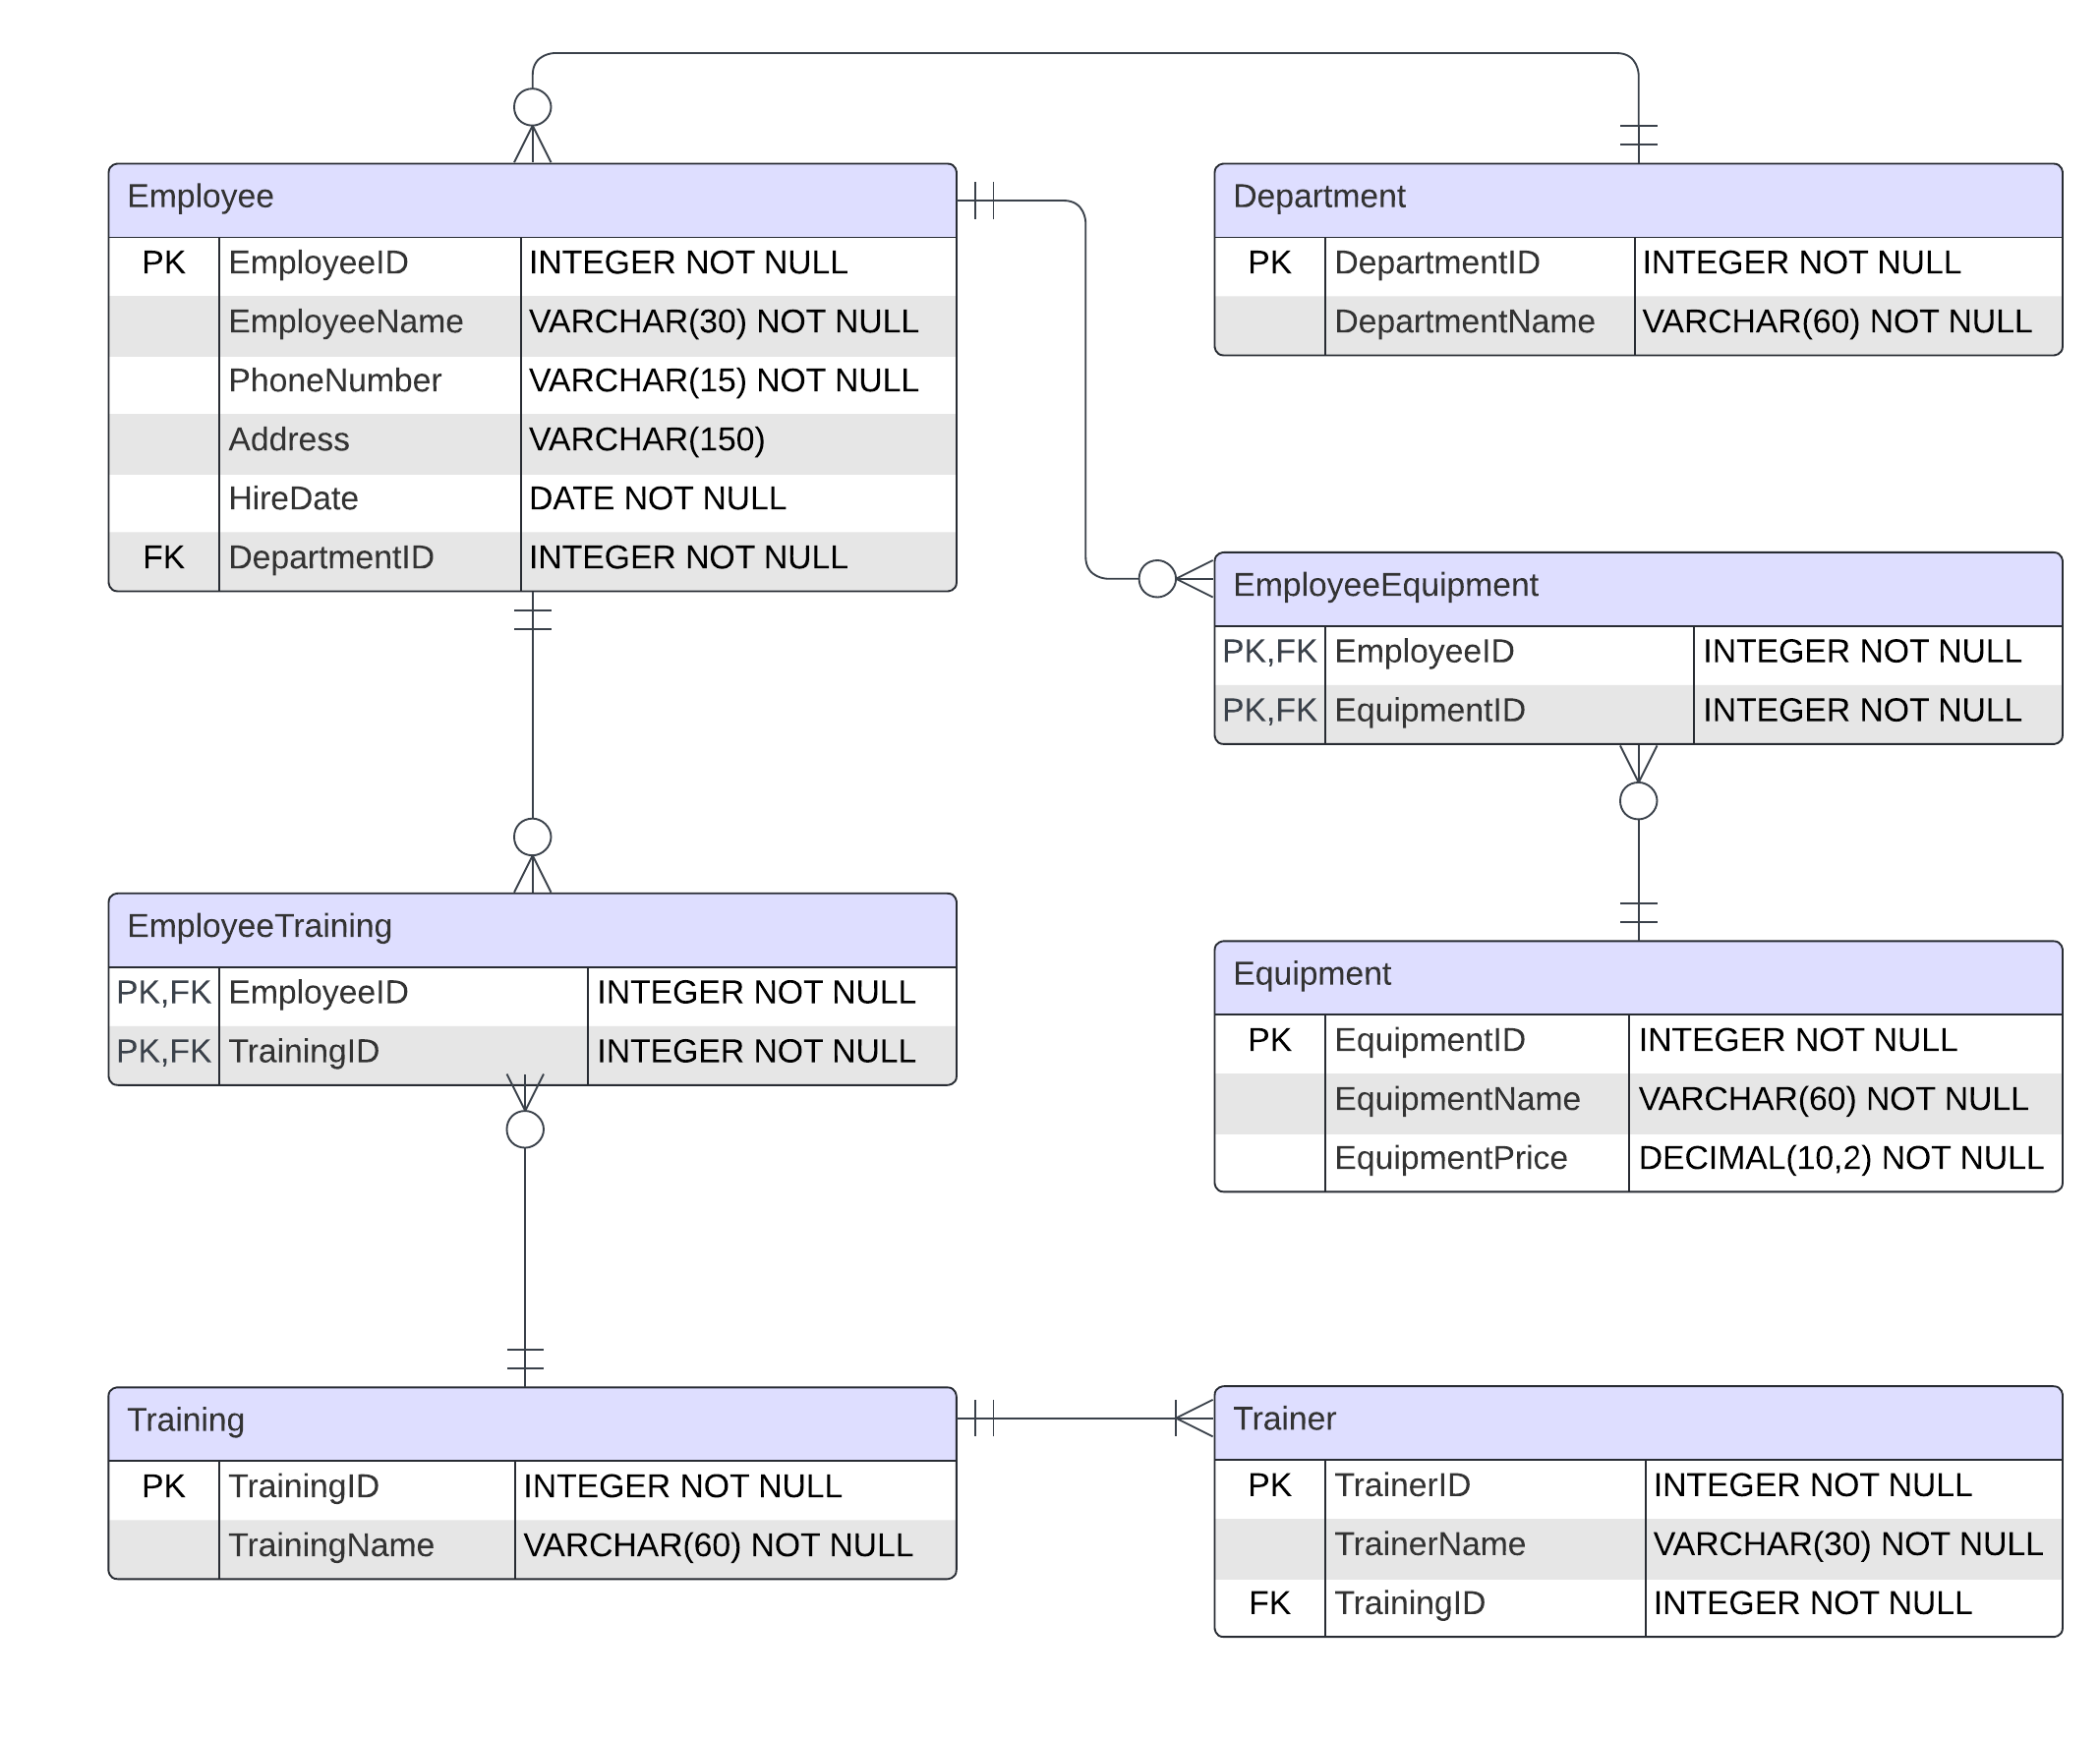 Employee
PK EmployeeID INTEGER NOT NULL
EmployeeName VARCHAR(30) NOT NULL
PhoneNumber VARCHAR(15) NOT NULL
Address VARCHAR(150)
HireDate DATE NOT NULL
FK DepartmentID INTEGER NOT NULL
Department
PK DepartmentID INTEGER NOT NULL
DepartmentName VARCHAR(60) NOT NULL
EmployeeEquipment
PK,FK EmployeeID INTEGER NOT NULL
PK,FK EquipmentID INTEGER NOT NULL
EmployeeTraining
PK,FK EmployeeID INTEGER NOT NULL
PK,FK TrainingID INTEGER NOT NULL
Equipment
PK EquipmentID INTEGER NOT NULL
EquipmentName VARCHAR(60) NOT NULL
EquipmentPrice DECIMAL(10,2) NOT NULL
Training
PK TrainingID INTEGER NOT NULL
TrainingName VARCHAR(60) NOT NULL
Trainer
PK TrainerID INTEGER NOT NULL
TrainerName VARCHAR(30) NOT NULL
FK TrainingID INTEGER NOT NULL